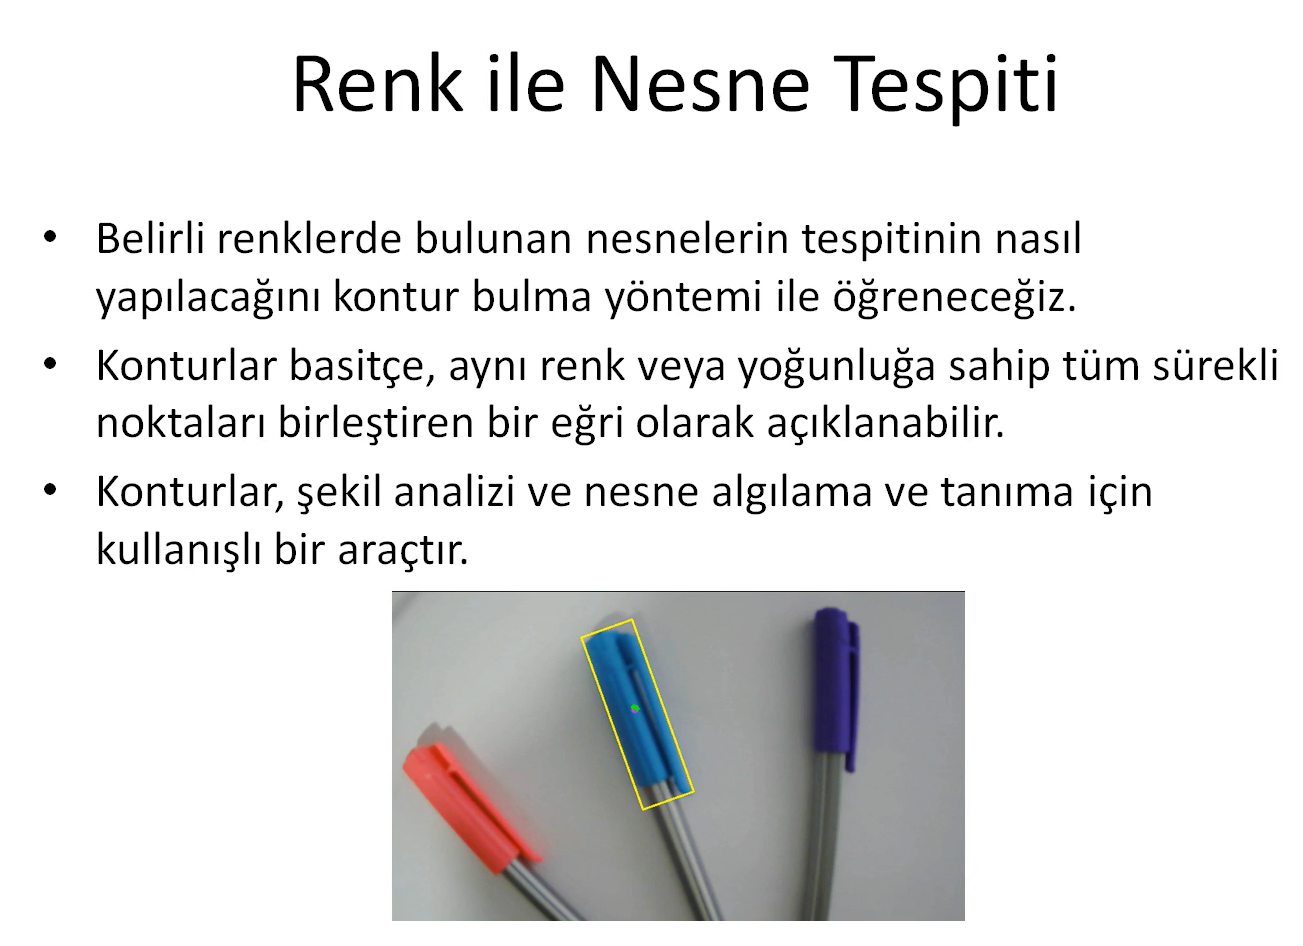 Renk ile Nesne Tespiti
• Belirli renklerde bulunan nesnelerin tespitinin nasıl
yapılacağını kontur bulma yöntemi ile öğreneceğiz.
• Konturlar basitçe, aynı renk veya yoğunluğa sahip tüm sürekli
noktaları birleştiren bir eğri olarak açıklanabilir.
• Konturlar, şekil analizi ve nesne algılama ve tanıma için
kullanışlı bir araçtır.